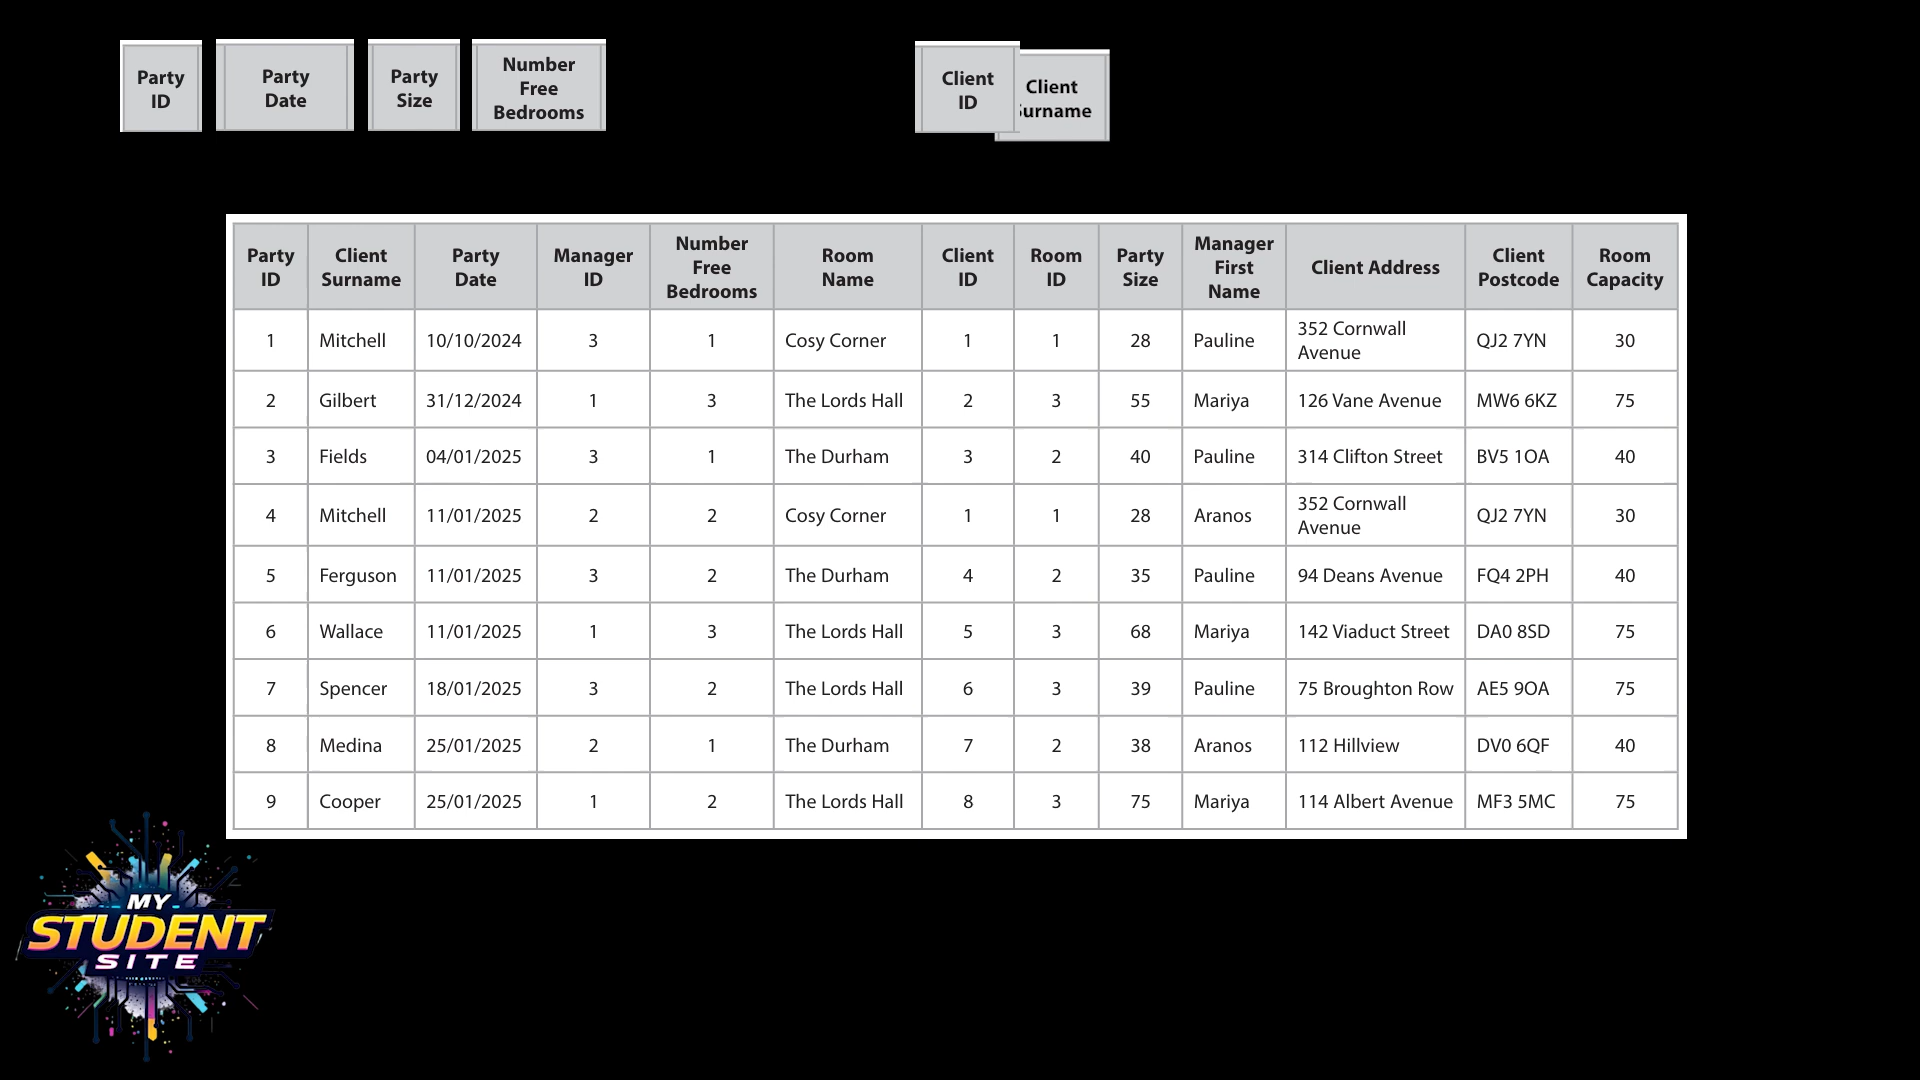 Party ID
Party Date
Party Size
Number Free Bedrooms
Client ID
Client Surname
Party ID Client Surname Party Date Manager ID Number Free Bedrooms Room Name Client ID Room ID Party Size Manager First Name Client Address Client Postcode Room Capacity
1 Mitchell 10/10/2024 3 1 Cosy Corner 1 1 28 Pauline 352 Cornwall Avenue QJ2 7YN 30
2 Gilbert 31/12/2024 1 3 The Lords Hall 2 3 55 Mariya 126 Vane Avenue MW6 6KZ 75
3 Fields 04/01/2025 3 1 The Durham 3 2 40 Pauline 314 Clifton Street BV5 1OA 40
4 Mitchell 11/01/2025 2 2 Cosy Corner 1 1 28 Aranos 352 Cornwall Avenue QJ2 7YN 30
5 Ferguson 11/01/2025 3 2 The Durham 4 2 35 Pauline 94 Deans Avenue FQ4 2PH 40
6 Wallace 11/01/2025 1 3 The Lords Hall 5 3 68 Mariya 142 Viaduct Street DA0 8SD 75
7 Spencer 18/01/2025 3 2 The Lords Hall 6 3 39 Pauline 75 Broughton Row AE5 9OA 75
8 Medina 25/01/2025 2 1 The Durham 7 2 38 Aranos 112 Hillview DV0 6QF 40
9 Cooper 25/01/2025 1 2 The Lords Hall 8 3 75 Mariya 114 Albert Avenue MF3 5MC 75
MY
STUDENT
SITE